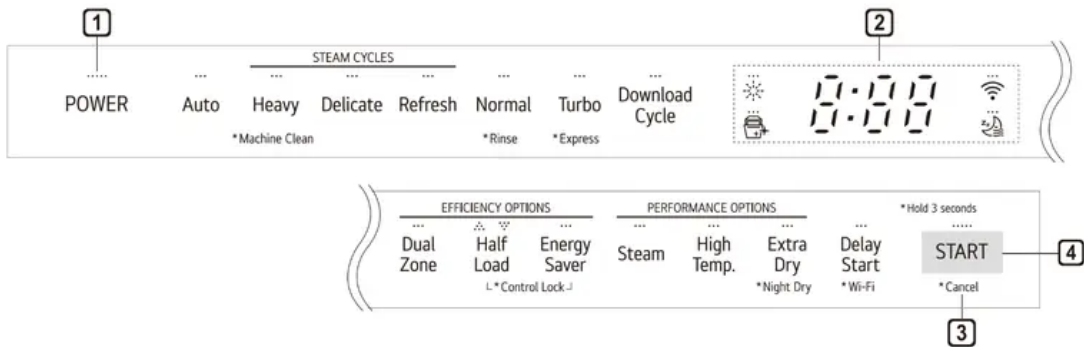 1
2
STEAM CYCLES
POWER Auto Heavy Delicate Refresh Normal Turbo Download Cycle
*Machine Clean *Rinse *Express
8:88
EFFICIENCY OPTIONS PERFORMANCE OPTIONS *Hold 3 seconds
Dual Zone Half Load Energy Saver Steam High Temp. Extra Dry Delay Start START
4
└ *Control Lock ┘ *Night Dry *Wi-Fi *Cancel
3